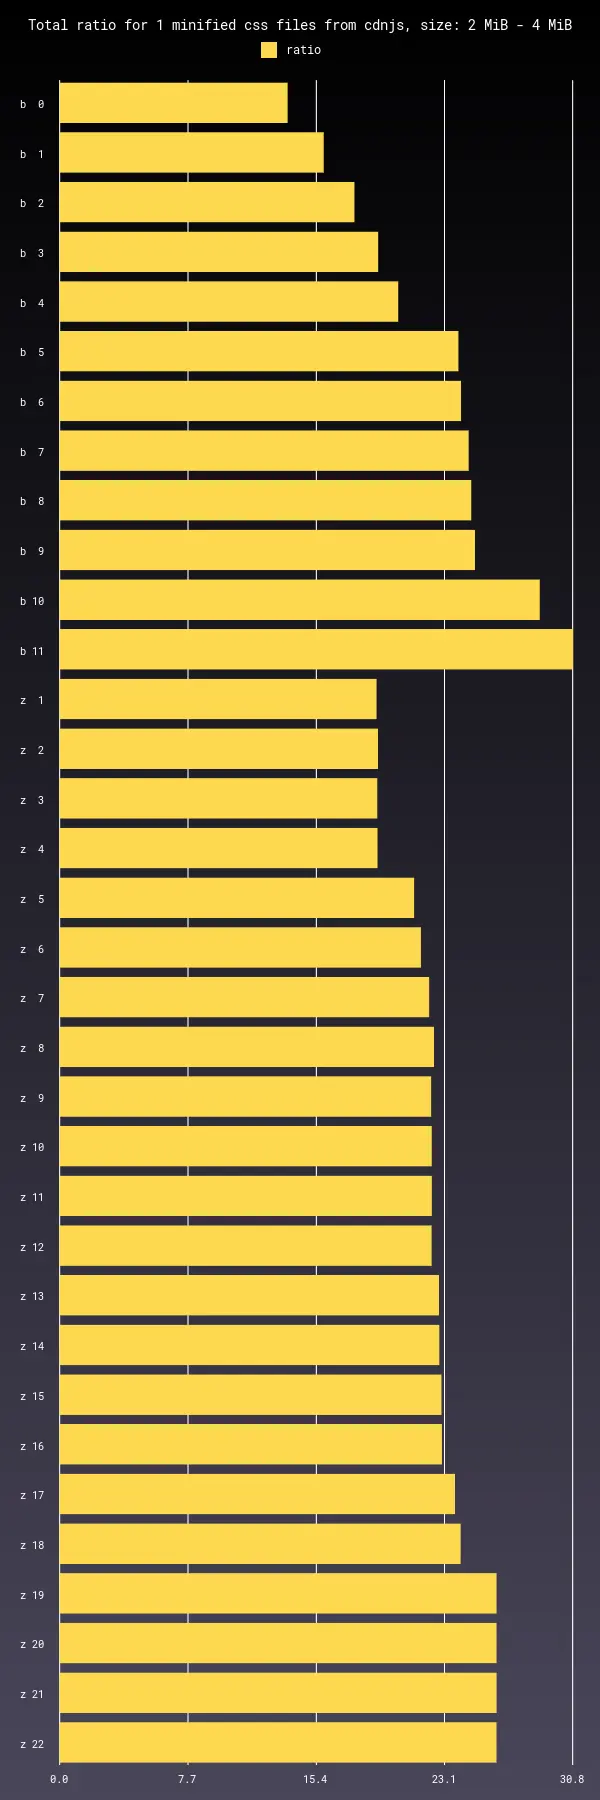 Total ratio for 1 minified css files from cdnjs, size: 2 MiB - 4 MiB
ratio
b 0
b 1
b 2
b 3
b 4
b 5
b 6
b 7
b 8
b 9
b 10
b 11
z 1
z 2
z 3
z 4
z 5
z 6
z 7
z 8
z 9
z 10
z 11
z 12
z 13
z 14
z 15
z 16
z 17
z 18
z 19
z 20
z 21
z 22
0.0 7.7 15.4 23.1 30.8